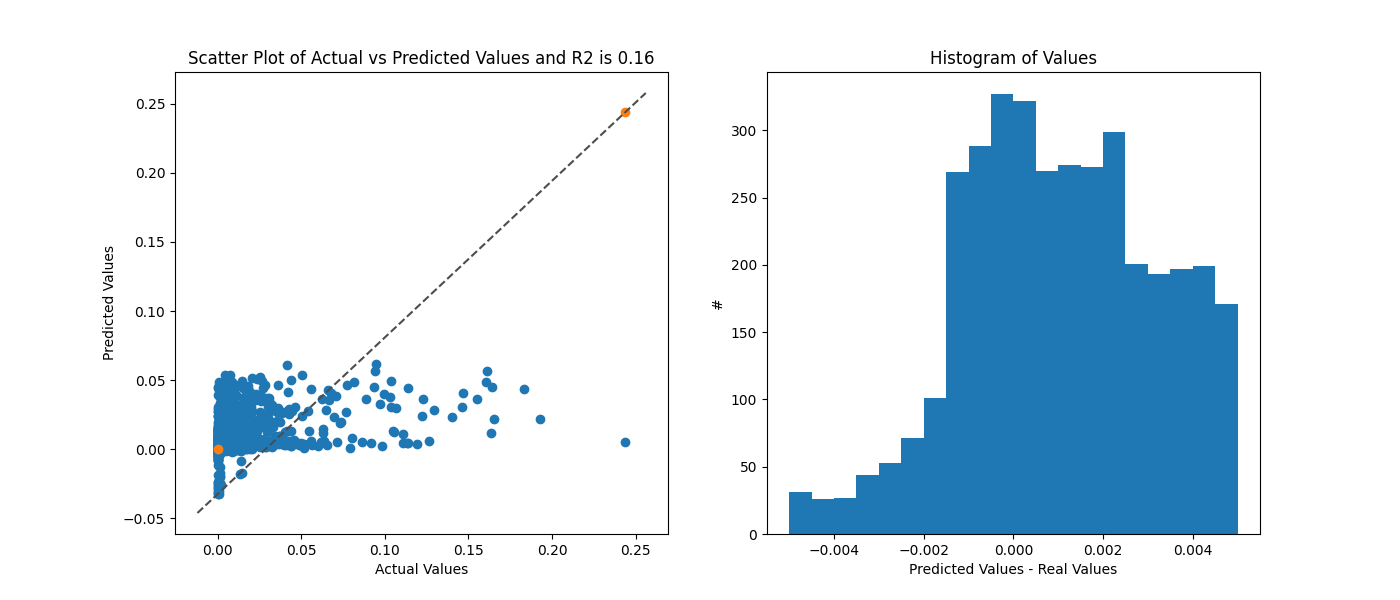 Scatter Plot of Actual vs Predicted Values and R2 is 0.16
0.25
0.20
0.15
0.10
0.05
0.00
−0.05
Predicted Values
0.00 0.05 0.10 0.15 0.20 0.25
Actual Values
Histogram of Values
300
250
200
150
100
50
0
#
−0.004 −0.002 0.000 0.002 0.004
Predicted Values - Real Values